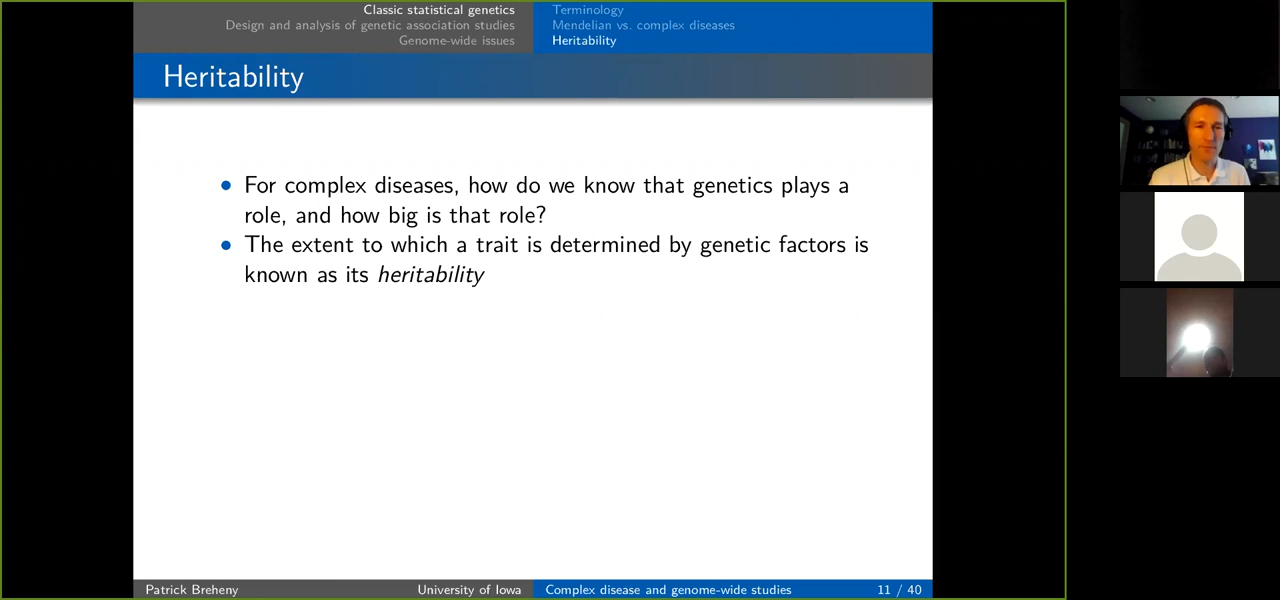 Classic statistical genetics
Design and analysis of genetic association studies
Genome-wide issues
Terminology
Mendelian vs. complex diseases
Heritability
Heritability
• For complex diseases, how do we know that genetics plays a
role, and how big is that role?
• The extent to which a trait is determined by genetic factors is
known as its heritability
Patrick Breheny
University of Iowa
Complex disease and genome-wide studies
11 / 40